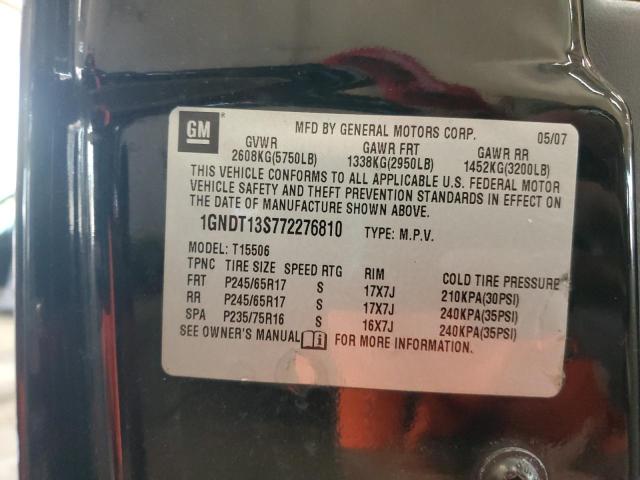 GM ®
MFD BY GENERAL MOTORS CORP. 05/07
GVWR GAWR FRT GAWR RR
2608KG(5750LB) 1338KG(2950LB) 1452KG(3200LB)
THIS VEHICLE CONFORMS TO ALL APPLICABLE U.S. FEDERAL MOTOR
VEHICLE SAFETY AND THEFT PREVENTION STANDARDS IN EFFECT ON
THE DATE OF MANUFACTURE SHOWN ABOVE.
1GNDT13S772276810 TYPE: M.P.V.
MODEL: T15506
TPNC TIRE SIZE SPEED RTG RIM COLD TIRE PRESSURE
FRT P245/65R17 S 17X7J 210KPA(30PSI)
RR P245/65R17 S 17X7J 240KPA(35PSI)
SPA P235/75R16 S 16X7J 240KPA(35PSI)
SEE OWNER'S MANUAL FOR MORE INFORMATION.